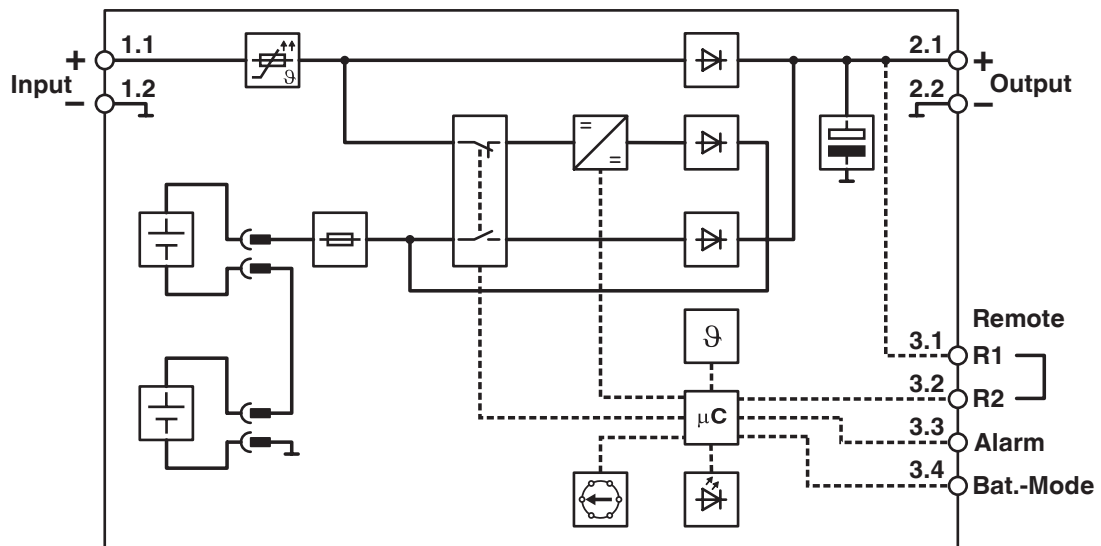 + 1.1
Input
− 1.2
2.1 +
Output
2.2 −
ϑ
=
=
ϑ
µC
Remote
3.1 R1
3.2 R2
3.3 Alarm
3.4 Bat.-Mode